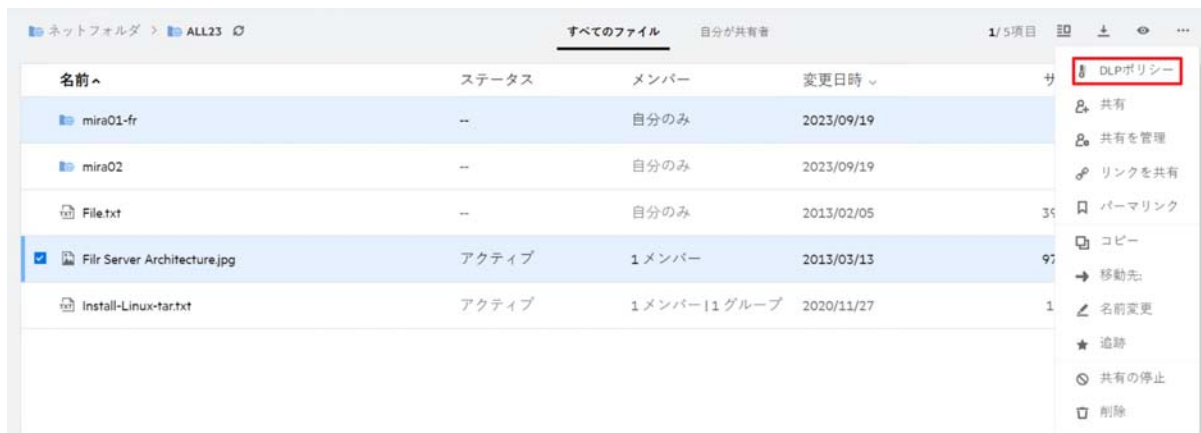 ネットフォルダ > ALL23 すべてのファイル 自分が共有者 1/5項目 ...
名前 ステータス メンバー 変更日時 サ
mira01-fr -- 自分のみ 2023/09/19
mira02 -- 自分のみ 2023/09/19
File.txt -- 自分のみ 2013/02/05 39
Filr Server Architecture.jpg アクティブ 1メンバー 2013/03/13 97
Install-Linux-tar.txt アクティブ 1メンバー|1グループ 2020/11/27 1
DLPポリシー
共有
共有を管理
リンクを共有
パーマリンク
コピー
移動先:
名前変更
追跡
共有の停止
削除